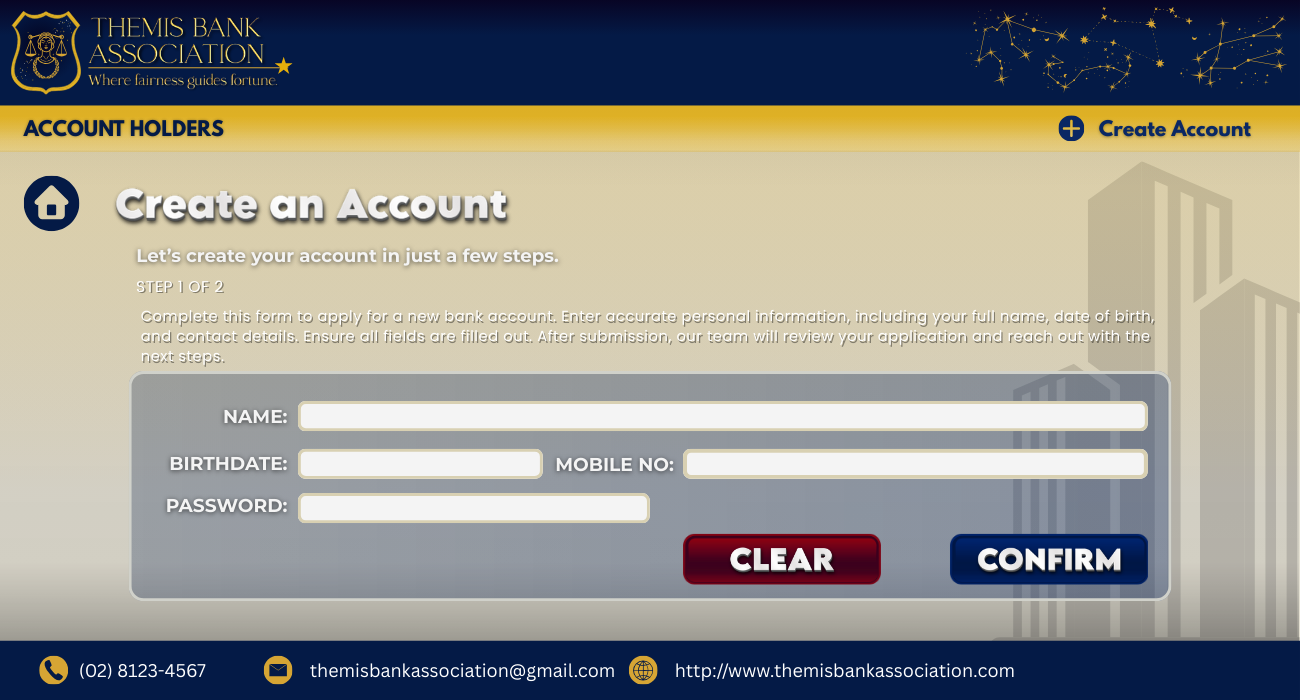 THEMIS BANK
ASSOCIATION
Where fairness guides fortune.
ACCOUNT HOLDERS
Create Account
Create an Account
Let's create your account in just a few steps.
STEP 1 OF 2
Complete this form to apply for a new bank account. Enter accurate personal information, including your full name, date of birth,
and contact details. Ensure all fields are filled out. After submission, our team will review your application and reach out with the
next steps.
NAME:
BIRTHDATE:
MOBILE NO:
PASSWORD:
CLEAR
CONFIRM
(02) 8123-4567
themisbankassociation@gmail.com
http://www.themisbankassociation.com